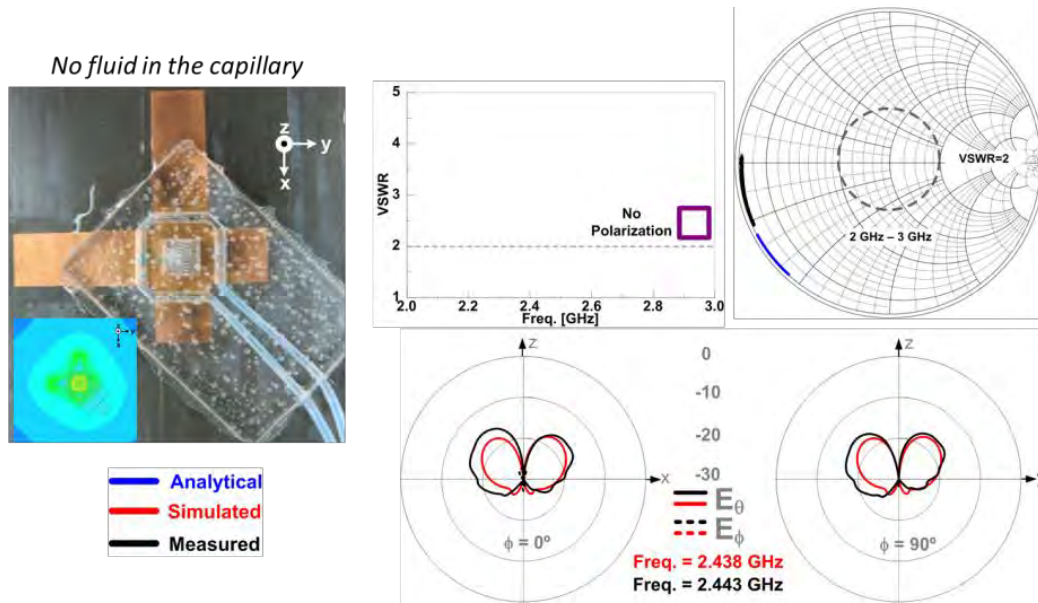 No fluid in the capillary
z
y
x
Analytical
Simulated
Measured
VSWR
5
4
3
2
1
No
Polarization
2.0 2.2 2.4 2.6 2.8 3.0
Freq. [GHz]
VSWR=2
2 GHz – 3 GHz
z
x
ϕ = 0º
0
-10
-20
-30
Eθ
Eϕ
Freq. = 2.438 GHz
Freq. = 2.443 GHz
z
ϕ = 90º